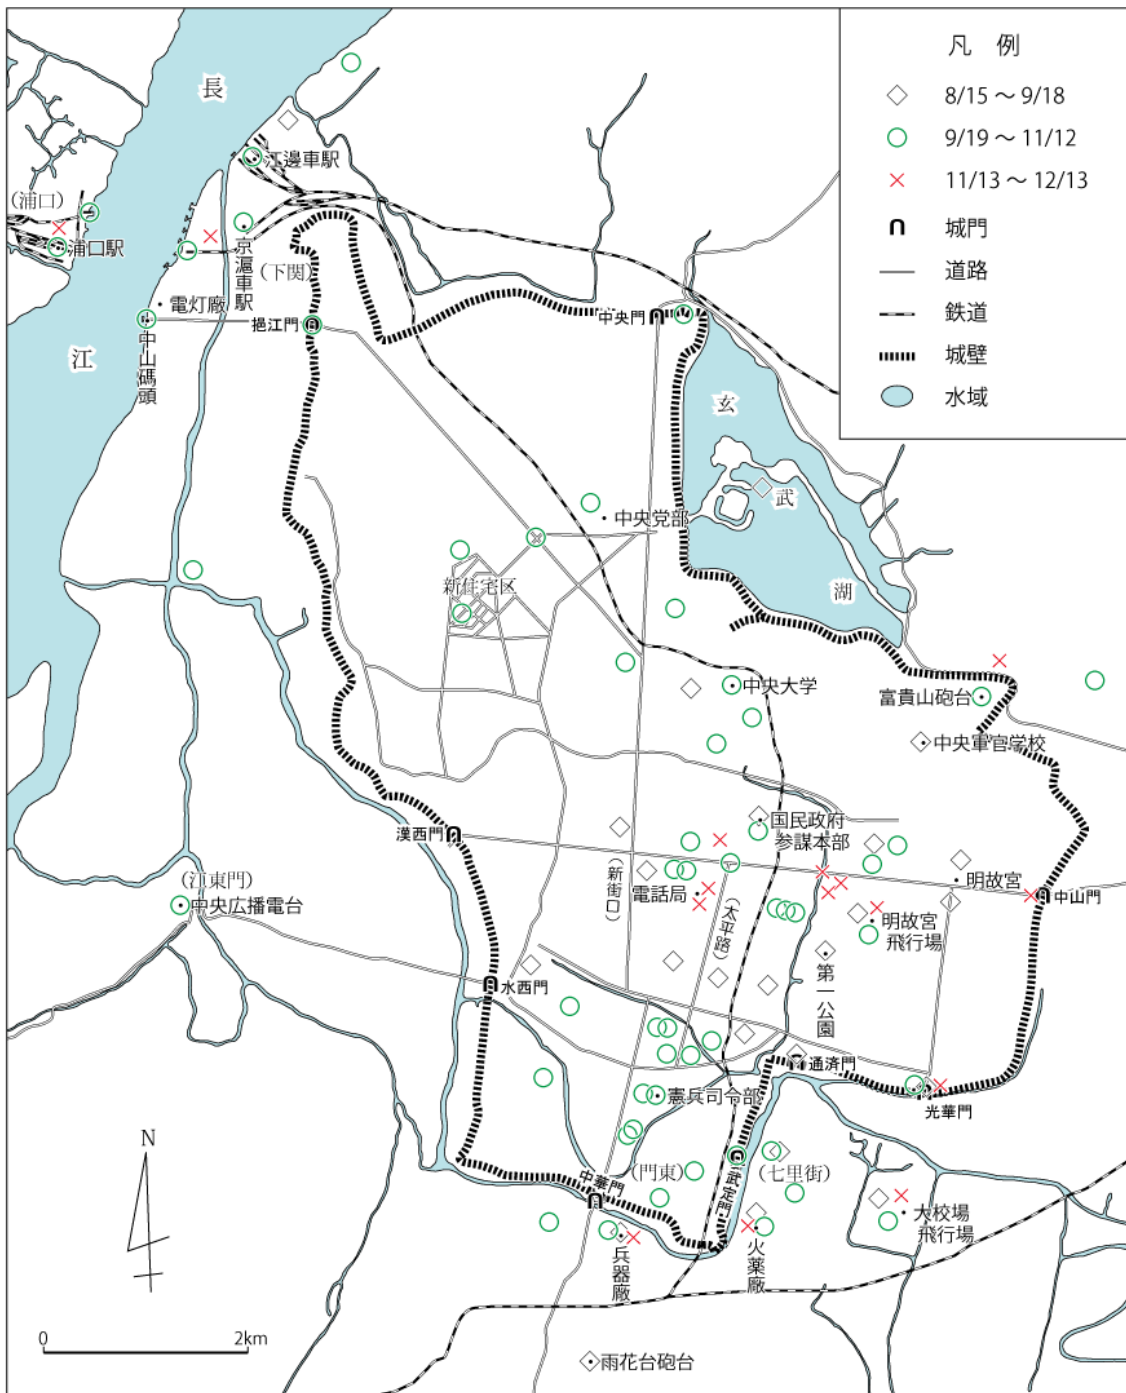 凡 例
8/15 ～ 9/18
9/19 ～ 11/12
11/13 ～ 12/13
城門
道路
鉄道
城壁
水域
長
江
江邊車駅
（浦口）
浦口駅
京滬車駅
（下関）
電灯廠
中山碼頭
挹江門
中央門
玄
武
湖
中央党部
新住宅区
中央大学
富貴山砲台
中央軍官学校
国民政府
参謀本部
漢西門
（新街口）
電話局
（太平路）
明故宮
中山門
明故宮
飛行場
（江東門）
中央広播電台
水西門
第一公園
通済門
光華門
憲兵司令部
（門東）
中華門
武定門
（七里街）
大校場
飛行場
兵器廠
火薬廠
雨花台砲台
N
0
2km